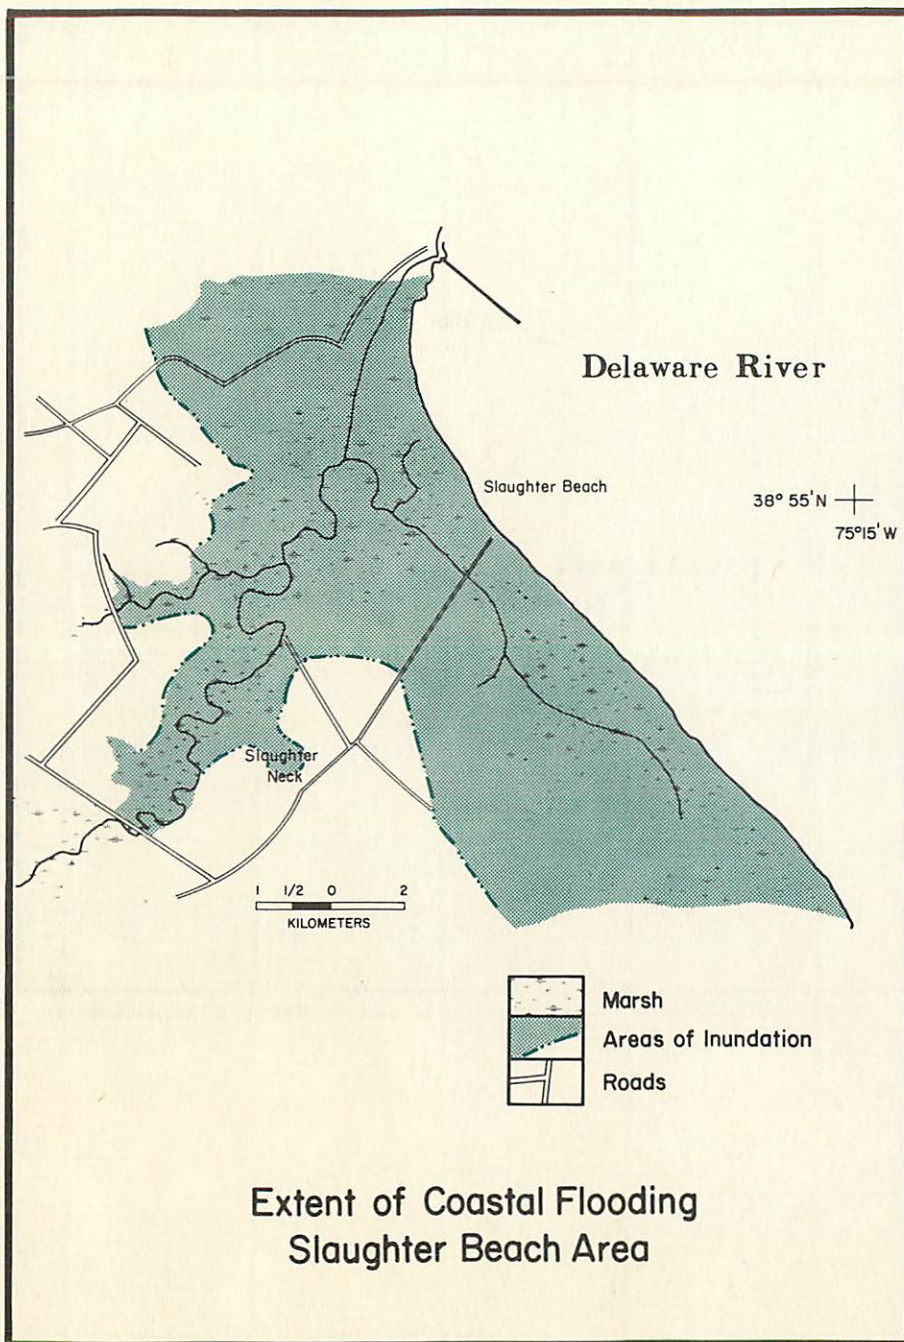 Delaware River
Slaughter Beach
38° 55'N
75°15'W
Slaughter
Neck
1 1/2 0 2
KILOMETERS
Marsh
Areas of Inundation
Roads
Extent of Coastal Flooding
Slaughter Beach Area